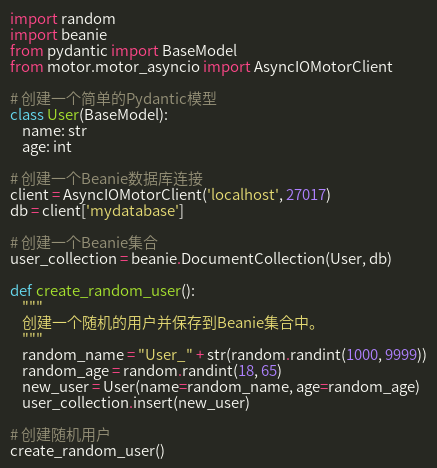 import random
import beanie
from pydantic import BaseModel
from motor.motor_asyncio import AsyncIOMotorClient
# 创建一个简单的Pydantic模型
class User(BaseModel):
name: str
age: int
# 创建一个Beanie数据库连接
client = AsyncIOMotorClient('localhost', 27017)
db = client['mydatabase']
# 创建一个Beanie集合
user_collection = beanie.DocumentCollection(User, db)
def create_random_user():
"""
创建一个随机的用户并保存到Beanie集合中。
"""
random_name = "User_" + str(random.randint(1000, 9999))
random_age = random.randint(18, 65)
new_user = User(name=random_name, age=random_age)
user_collection.insert(new_user)
# 创建随机用户
create_random_user()